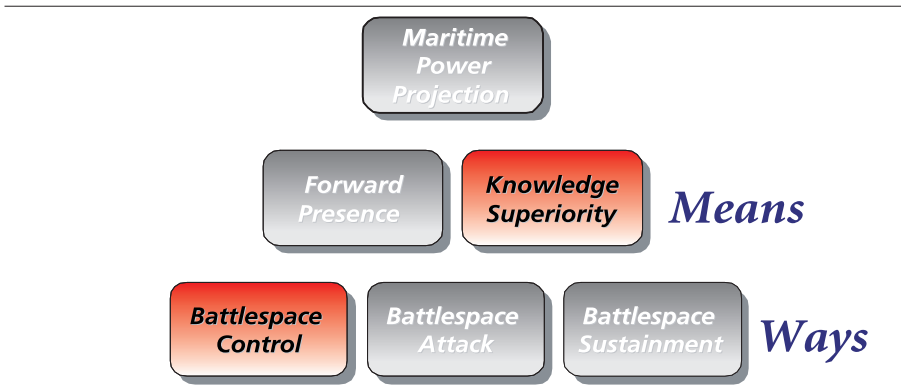 Maritime
Power
Projection
Forward
Presence
Knowledge
Superiority
Means
Battlespace
Control
Battlespace
Attack
Battlespace
Sustainment
Ways